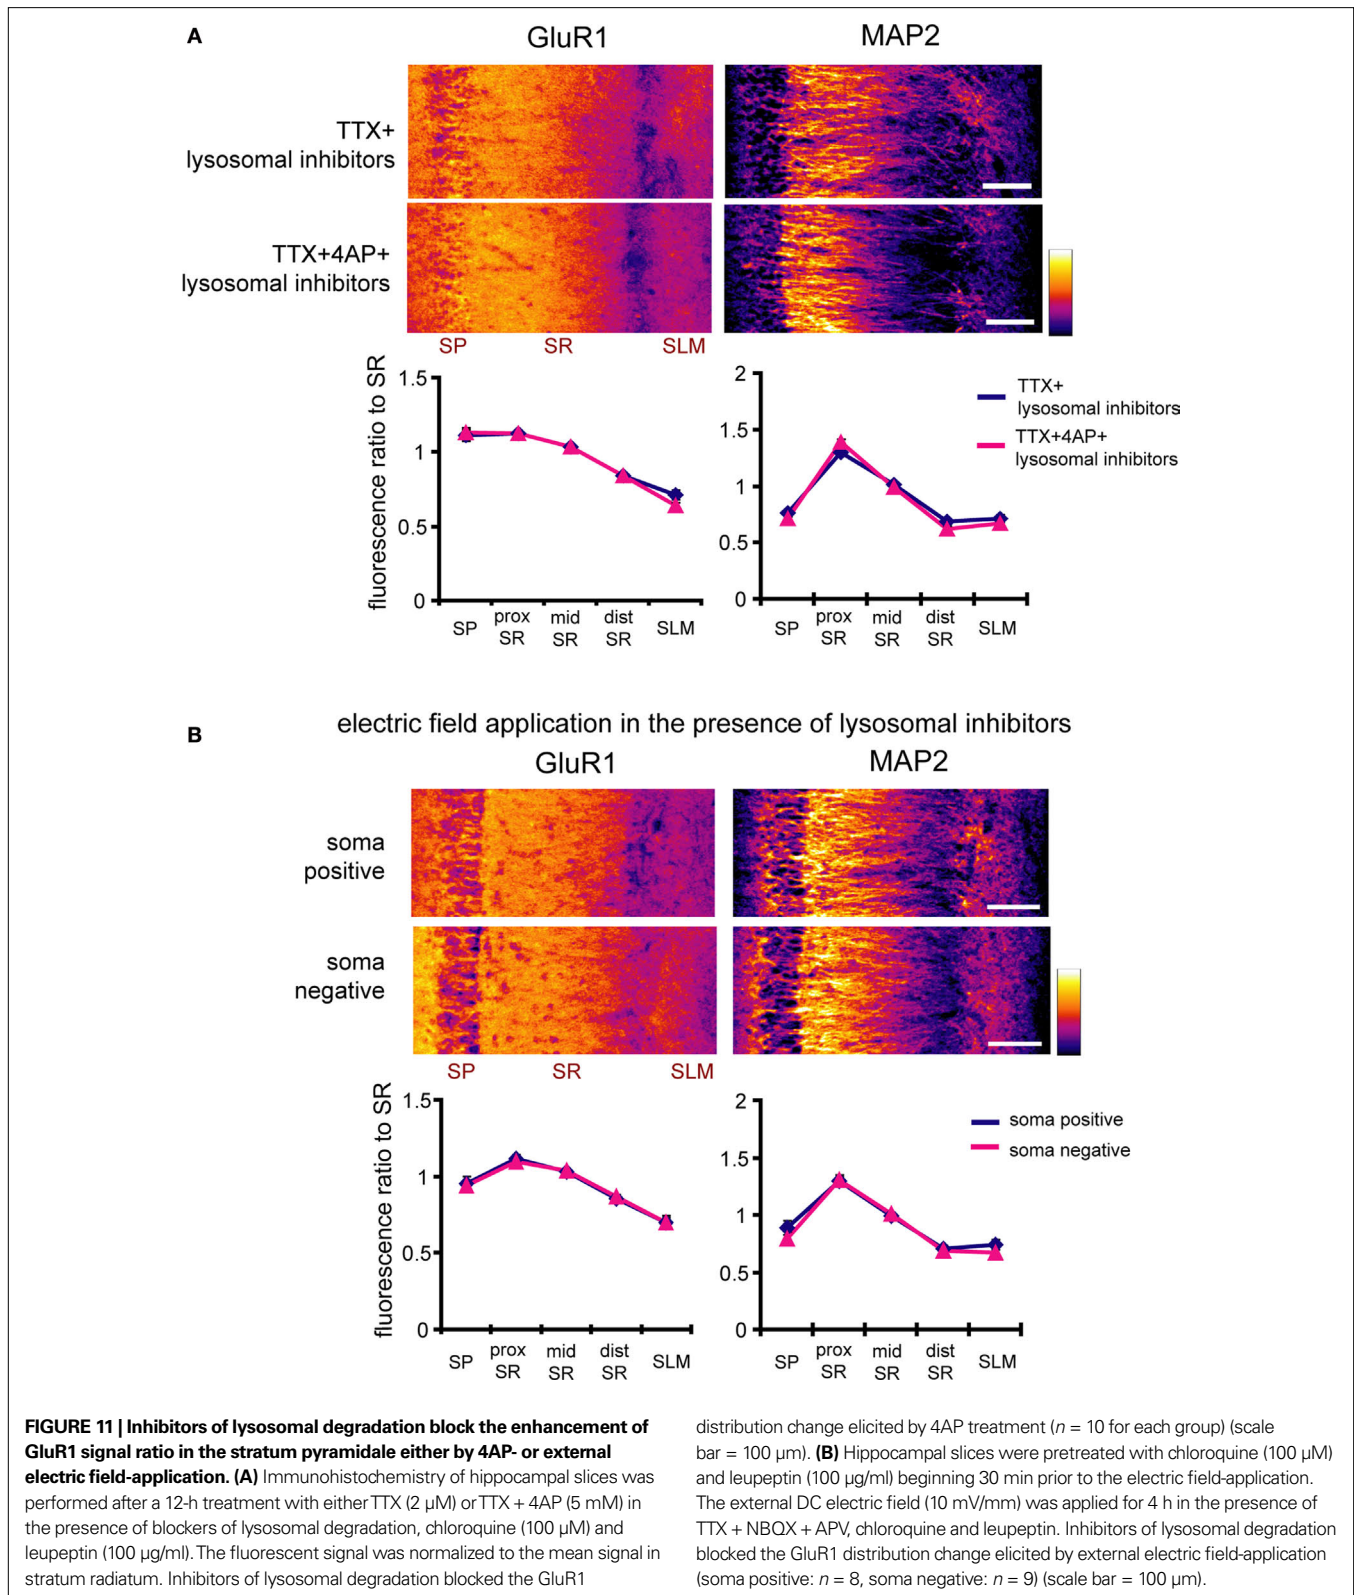 A
GluR1
MAP2
TTX+
lysosomal inhibitors
TTX+4AP+
lysosomal inhibitors
SP SR SLM
fluorescence ratio to SR
1.5
1
0.5
0
SP prox SR mid SR dist SR SLM
2
1.5
1
0.5
0
SP prox SR mid SR dist SR SLM
TTX+
lysosomal inhibitors
TTX+4AP+
lysosomal inhibitors
B
electric field application in the presence of lysosomal inhibitors
GluR1
MAP2
soma
positive
soma
negative
SP SR SLM
fluorescence ratio to SR
1.5
1
0.5
0
SP prox SR mid SR dist SR SLM
2
1.5
1
0.5
0
SP prox SR mid SR dist SR SLM
soma positive
soma negative
FIGURE 11 | Inhibitors of lysosomal degradation block the enhancement of
GluR1 signal ratio in the stratum pyramidale either by 4AP- or external
electric field-application. (A) Immunohistochemistry of hippocampal slices was
performed after a 12-h treatment with either TTX (2 μM) or TTX + 4AP (5 mM) in
the presence of blockers of lysosomal degradation, chloroquine (100 μM) and
leupeptin (100 μg/ml). The fluorescent signal was normalized to the mean signal in
stratum radiatum. Inhibitors of lysosomal degradation blocked the GluR1
distribution change elicited by 4AP treatment (n = 10 for each group) (scale
bar = 100 μm). (B) Hippocampal slices were pretreated with chloroquine (100 μM)
and leupeptin (100 μg/ml) beginning 30 min prior to the electric field-application.
The external DC electric field (10 mV/mm) was applied for 4 h in the presence of
TTX + NBQX + APV, chloroquine and leupeptin. Inhibitors of lysosomal degradation
blocked the GluR1 distribution change elicited by external electric field-application
(soma positive: n = 8, soma negative: n = 9) (scale bar = 100 μm).